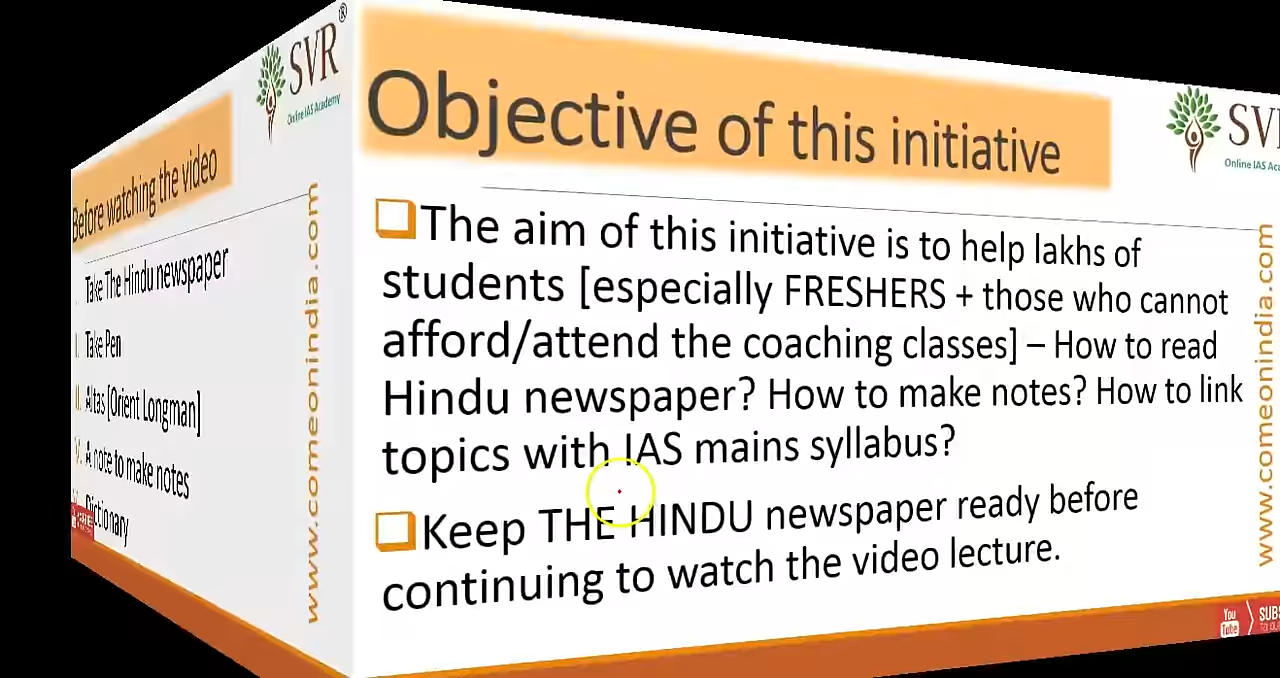 Before watching the video
SVR®
Online IAS Academy
Take The Hindu newspaper
Take Pen
Altas [Orient Longman]
A note to make notes
Dictionary
www.comeonindia.com
Objective of this initiative
Online IAS
The aim of this initiative is to help lakhs of
students [especially FRESHERS + those who cannot
afford/attend the coaching classes] – How to read
Hindu newspaper? How to make notes? How to link
topics with IAS mains syllabus?
Keep THE HINDU newspaper ready before
continuing to watch the video lecture.
www.comeonindia.com
You
Tube